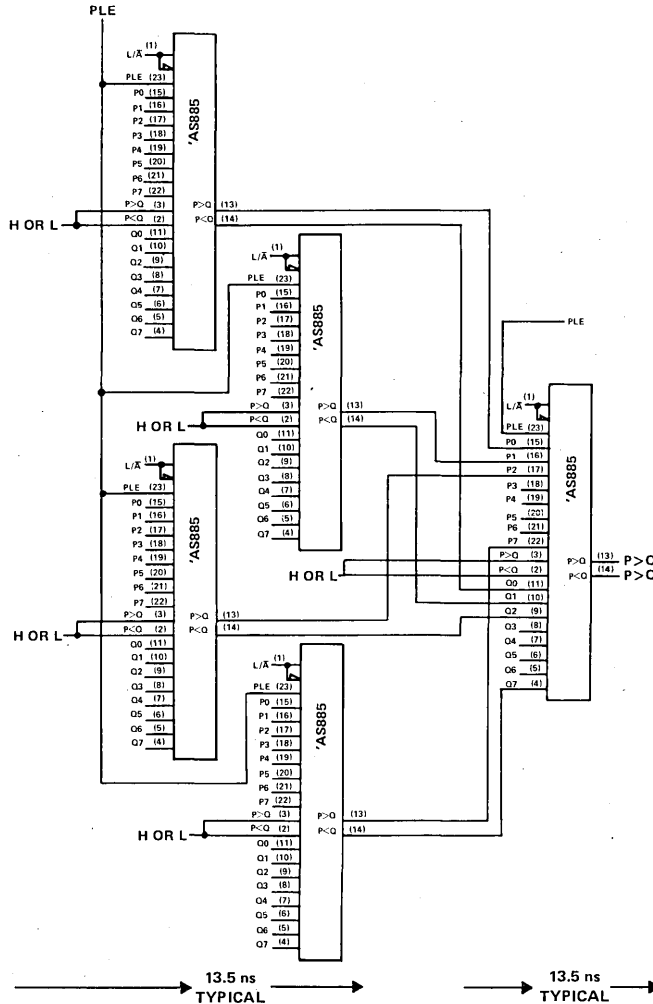 PLE
L/A̅ (1)
PLE (23)
P0 (15)
P1 (16)
P2 (17)
P3 (18)
P4 (19)
P5 (20)
P6 (21)
P7 (22)
P>Q (3) P>Q (13)
H OR L P<Q (2) P<Q (14)
Q0 (11)
Q1 (10)
Q2 (9)
Q3 (8)
Q4 (7)
Q5 (6)
Q6 (5)
Q7 (4)
'AS885
L/A̅ (1)
PLE (23)
P0 (15)
P1 (16)
P2 (17)
P3 (18)
P4 (19)
P5 (20)
P6 (21)
P7 (22)
P>Q (3) P>Q (13)
H OR L P<Q (2) P<Q (14)
Q0 (11)
Q1 (10)
Q2 (9)
Q3 (8)
Q4 (7)
Q5 (6)
Q6 (5)
Q7 (4)
'AS885
L/A̅ (1)
PLE (23)
P0 (15)
P1 (16)
P2 (17)
P3 (18)
P4 (19)
P5 (20)
P6 (21)
P7 (22)
P>Q (3) P>Q (13)
H OR L P<Q (2) P<Q (14)
Q0 (11)
Q1 (10)
Q2 (9)
Q3 (8)
Q4 (7)
Q5 (6)
Q6 (5)
Q7 (4)
'AS885
L/A̅ (1)
PLE (23)
P0 (15)
P1 (16)
P2 (17)
P3 (18)
P4 (19)
P5 (20)
P6 (21)
P7 (22)
P>Q (3) P>Q (13)
H OR L P<Q (2) P<Q (14)
Q0 (11)
Q1 (10)
Q2 (9)
Q3 (8)
Q4 (7)
Q5 (6)
Q6 (5)
Q7 (4)
'AS885
PLE
L/A̅ (1)
PLE (23)
P0 (15)
P1 (16)
P2 (17)
P3 (18)
P4 (19)
P5 (20)
P6 (21)
P7 (22)
P>Q (3) P>Q (13) P>Q
H OR L P<Q (2) P<Q (14) P>Q
Q0 (11)
Q1 (10)
Q2 (9)
Q3 (8)
Q4 (7)
Q5 (6)
Q6 (5)
Q7 (4)
'AS885
13.5 ns
TYPICAL
13.5 ns
TYPICAL